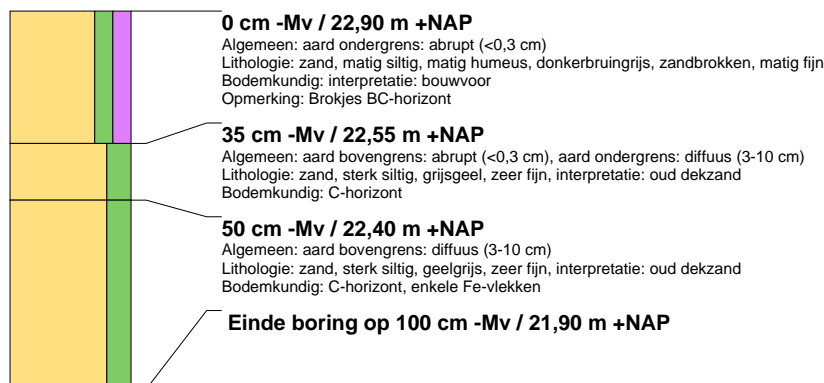 0 cm -Mv / 22,90 m +NAP
Algemeen: aard ondergrens: abrupt (<0,3 cm)
Lithologie: zand, matig siltig, matig humeus, donkerbruingrijs, zandbrokken, matig fijn
Bodemkundig: interpretatie: bouwvoor
Opmerking: Brokjes BC-horizont
35 cm -Mv / 22,55 m +NAP
Algemeen: aard bovengrens: abrupt (<0,3 cm), aard ondergrens: diffuus (3-10 cm)
Lithologie: zand, sterk siltig, grijsgeel, zeer fijn, interpretatie: oud dekzand
Bodemkundig: C-horizont
50 cm -Mv / 22,40 m +NAP
Algemeen: aard bovengrens: diffuus (3-10 cm)
Lithologie: zand, sterk siltig, geelgrijs, zeer fijn, interpretatie: oud dekzand
Bodemkundig: C-horizont, enkele Fe-vlekken
Einde boring op 100 cm -Mv / 21,90 m +NAP